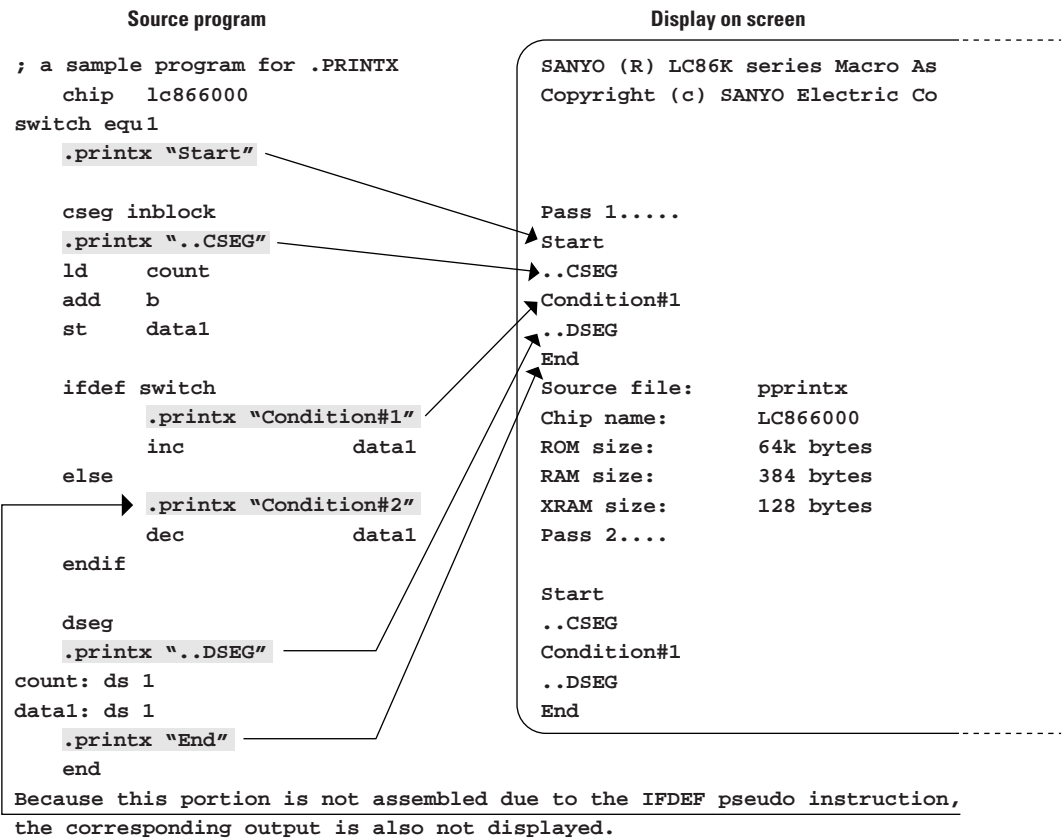 Source program
; a sample program for .PRINTX
chip lc866000
switch equ1
.printx “Start”
cseg inblock
.printx “..CSEG”
ld count
add b
st data1
ifdef switch
.printx “Condition#1”
inc data1
else
.printx “Condition#2”
dec data1
endif
dseg
.printx “..DSEG”
count: ds 1
data1: ds 1
.printx “End”
end
Display on screen
SANYO (R) LC86K series Macro As
Copyright (c) SANYO Electric Co
Pass 1.....
Start
..CSEG
Condition#1
..DSEG
End
Source file: pprintx
Chip name: LC866000
ROM size: 64k bytes
RAM size: 384 bytes
XRAM size: 128 bytes
Pass 2....
Start
..CSEG
Condition#1
..DSEG
End
Because this portion is not assembled due to the IFDEF pseudo instruction,
the corresponding output is also not displayed.